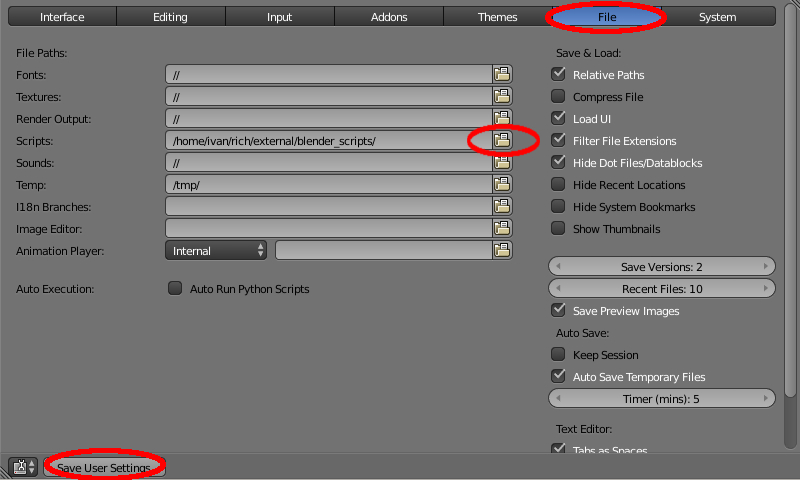 Interface Editing Input Addons Themes File System
File Paths:
Fonts: //
Textures: //
Render Output: //
Scripts: /home/ivan/rich/external/blender_scripts/
Sounds: //
Temp: /tmp/
I18n Branches:
Image Editor:
Animation Player: Internal
Auto Execution: Auto Run Python Scripts
Save & Load:
Relative Paths
Compress File
Load UI
Filter File Extensions
Hide Dot Files/Datablocks
Hide Recent Locations
Hide System Bookmarks
Show Thumbnails
Save Versions: 2
Recent Files: 10
Save Preview Images
Auto Save:
Keep Session
Auto Save Temporary Files
Timer (mins): 5
Text Editor:
Tabs as Spaces
Save User Settings